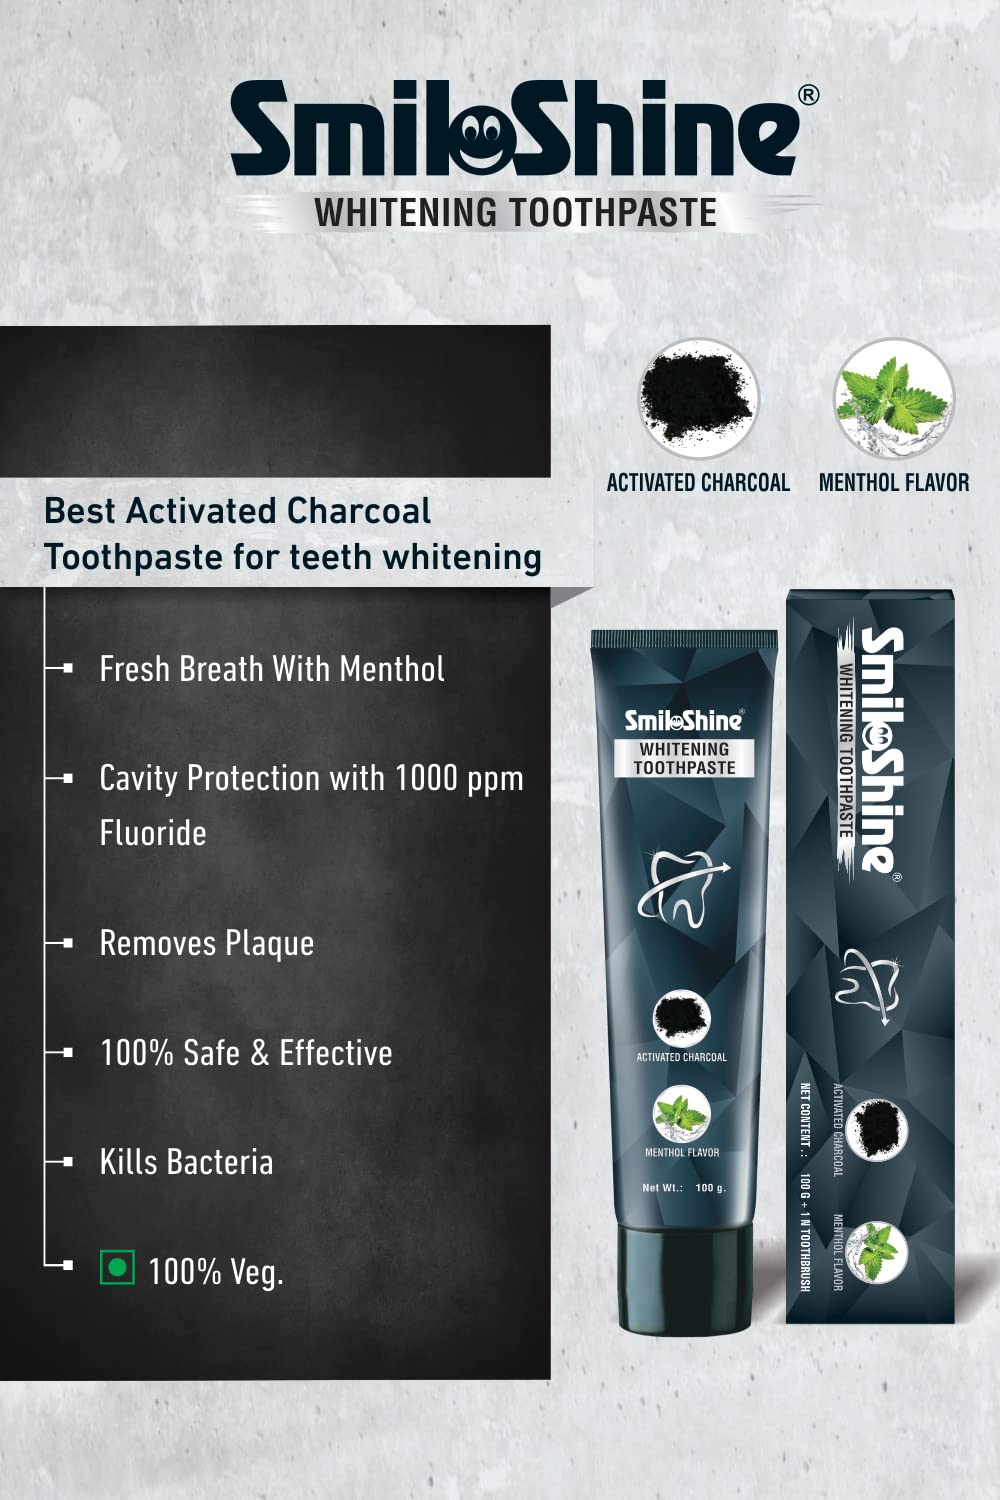 SmileShine®
WHITENING TOOTHPASTE
ACTIVATED CHARCOAL
MENTHOL FLAVOR
Best Activated Charcoal
Toothpaste for teeth whitening
Fresh Breath With Menthol
Cavity Protection with 1000 ppm
Fluoride
Removes Plaque
100% Safe & Effective
Kills Bacteria
100% Veg.
SmileShine®
WHITENING
TOOTHPASTE
ACTIVATED CHARCOAL
MENTHOL FLAVOR
Net Wt.: 100 g.
SmileShine®
WHITENING TOOTHPASTE
ACTIVATED CHARCOAL
MENTHOL FLAVOR
NET CONTENT .: 100 G + 1 N TOOTHBRUSH